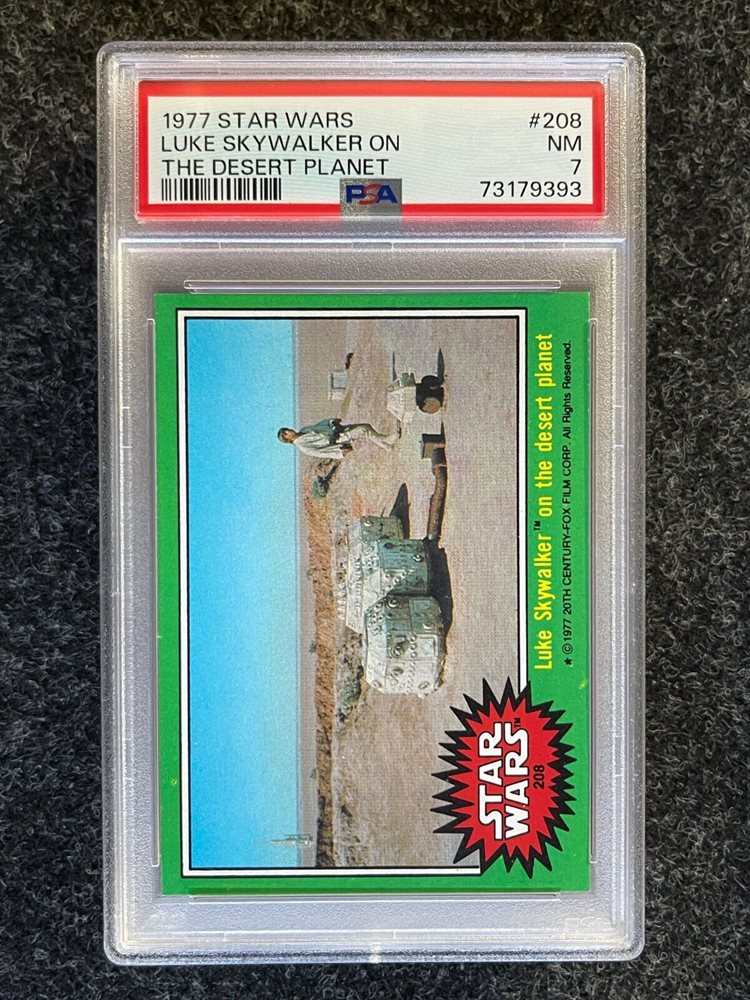 1977 STAR WARS #208
LUKE SKYWALKER ON NM
THE DESERT PLANET 7
PSA 73179393
Luke Skywalker™ on the desert planet
★ © 1977 20TH CENTURY-FOX FILM CORP. All Rights Reserved.
STAR
WARS™
208